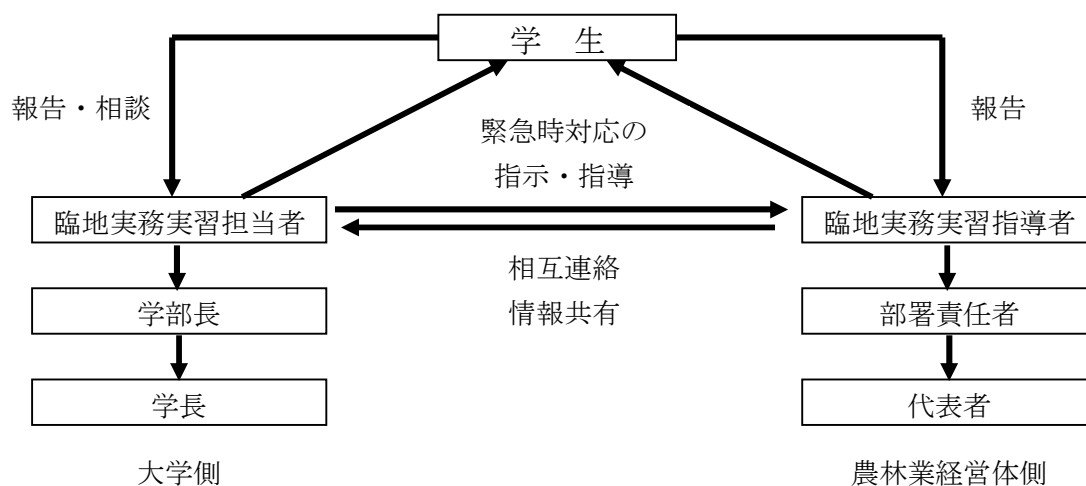 学　生
報告・相談
報告
緊急時対応の
指示・指導
臨地実務実習担当者
臨地実務実習指導者
相互連絡
情報共有
学部長
部署責任者
学長
代表者
大学側
農林業経営体側